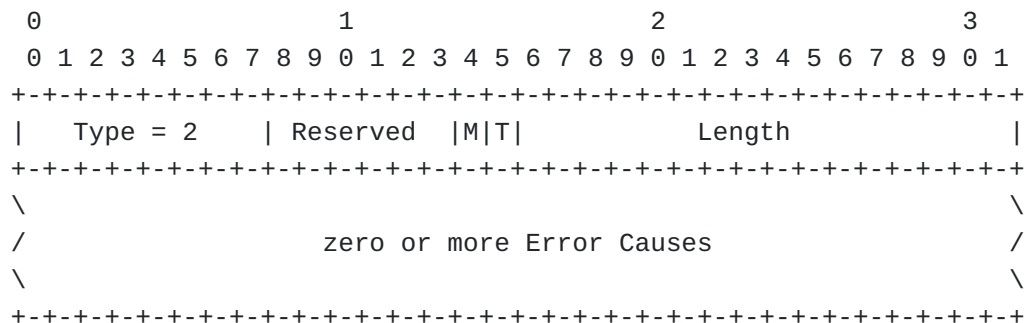 0                   1                   2                   3
 0 1 2 3 4 5 6 7 8 9 0 1 2 3 4 5 6 7 8 9 0 1 2 3 4 5 6 7 8 9 0 1
+-+-+-+-+-+-+-+-+-+-+-+-+-+-+-+-+-+-+-+-+-+-+-+-+-+-+-+-+-+-+-+-+
|   Type = 2    | Reserved  |M|T|           Length              |
+-+-+-+-+-+-+-+-+-+-+-+-+-+-+-+-+-+-+-+-+-+-+-+-+-+-+-+-+-+-+-+-+
\                                                               \
/                   zero or more Error Causes                   /
\                                                               \
+-+-+-+-+-+-+-+-+-+-+-+-+-+-+-+-+-+-+-+-+-+-+-+-+-+-+-+-+-+-+-+-+